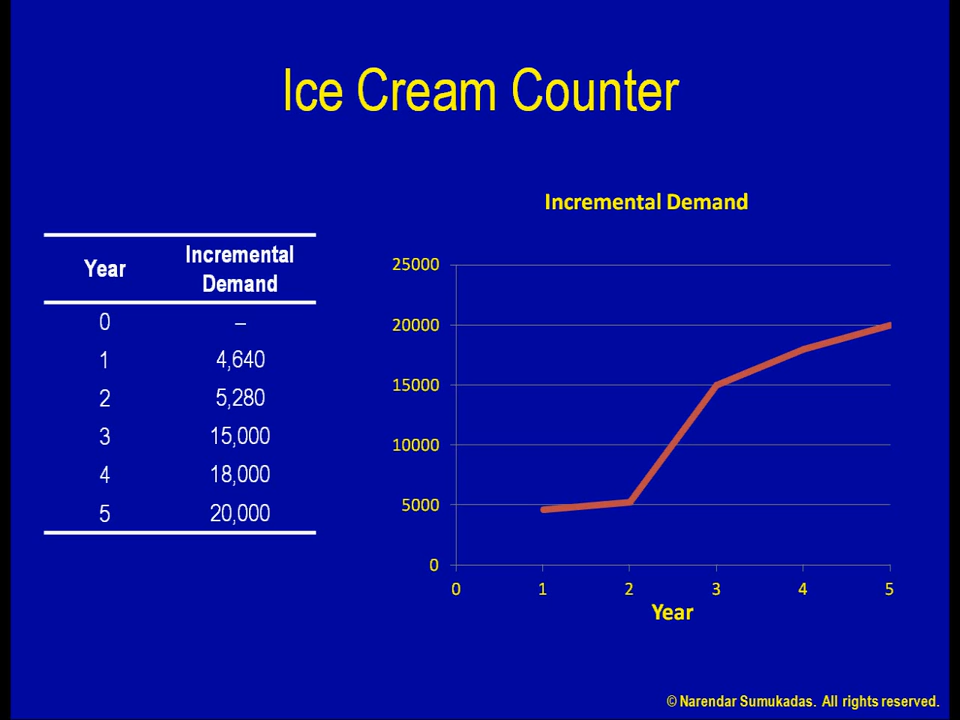 Ice Cream Counter
Year Incremental Demand
0 –
1 4,640
2 5,280
3 15,000
4 18,000
5 20,000
Incremental Demand
25000
20000
15000
10000
5000
0
0 1 2 3 4 5
Year
© Narendar Sumukadas. All rights reserved.